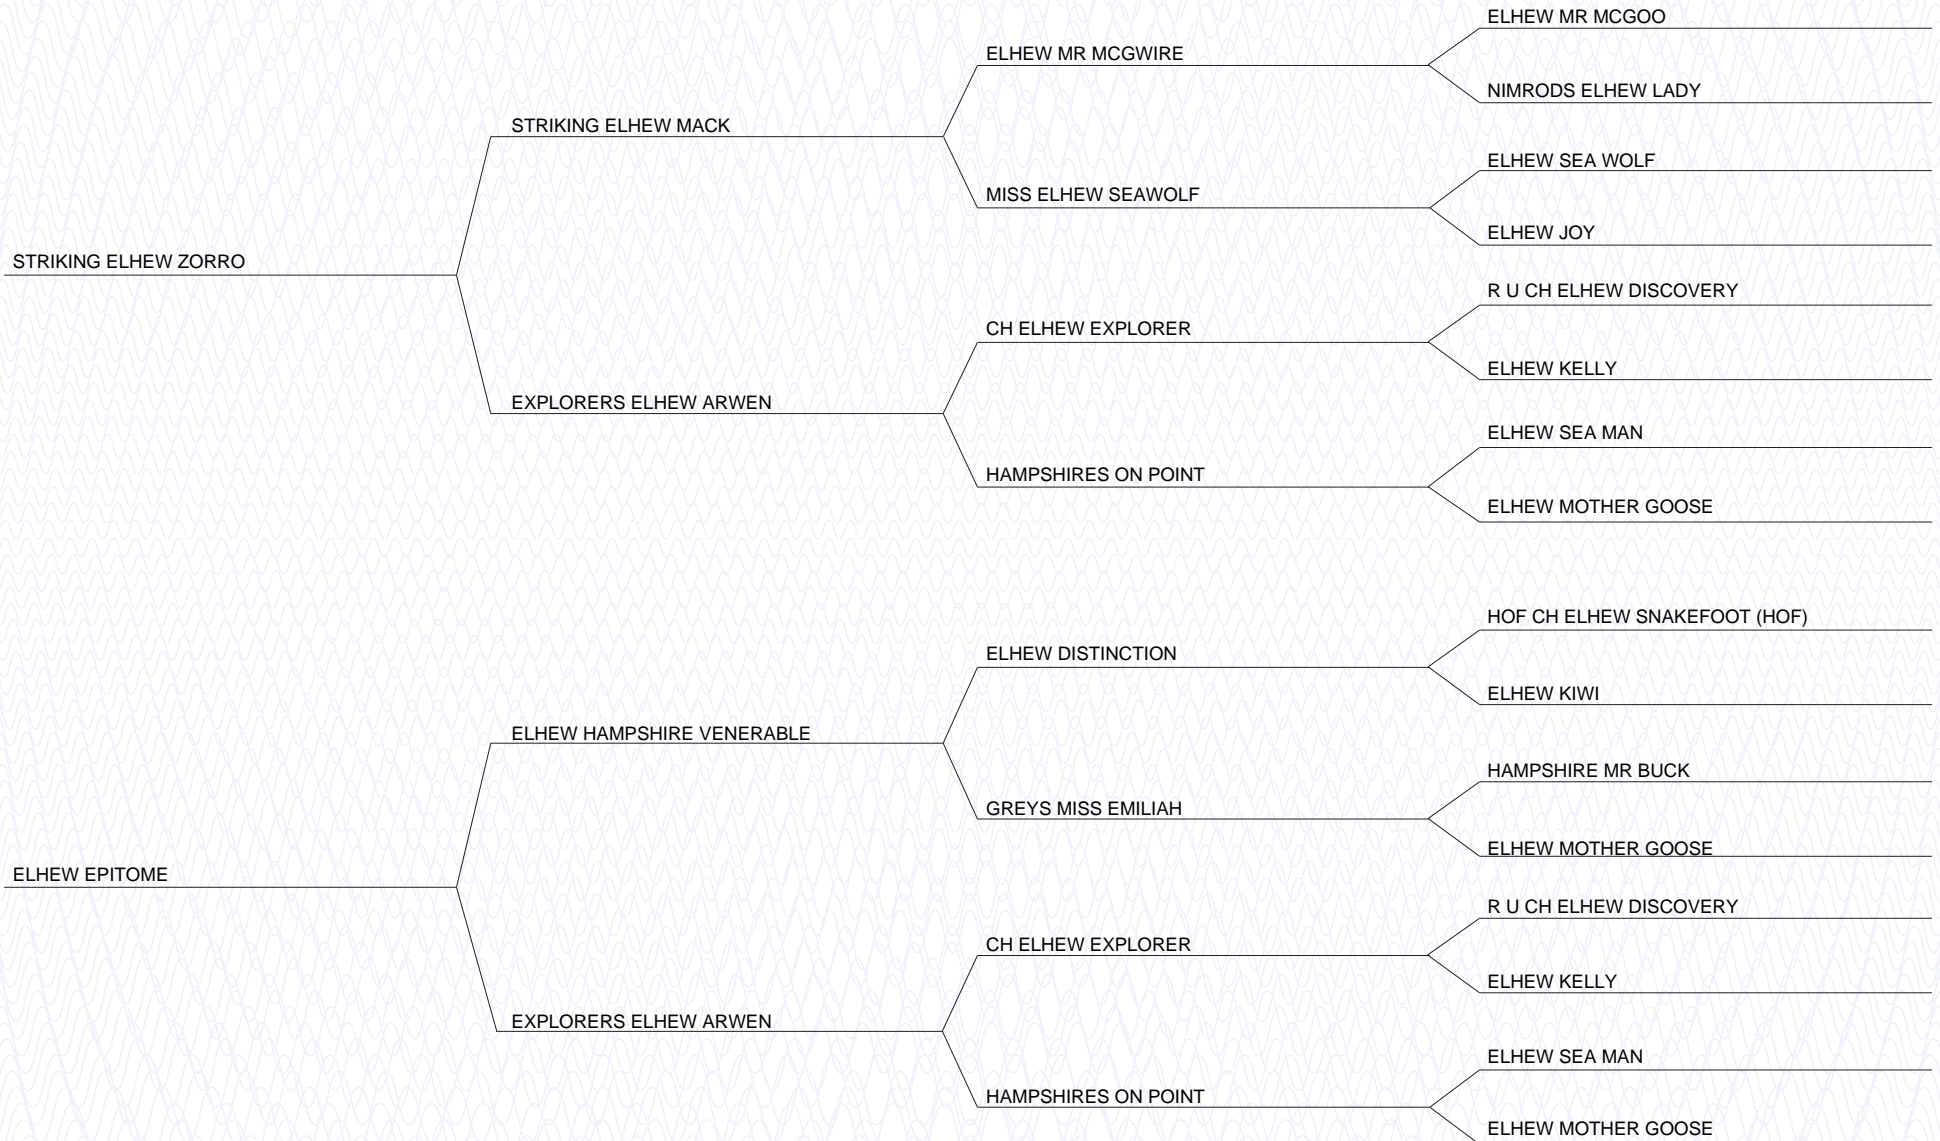 ELHEW MR MCGOO
ELHEW MR MCGWIRE
NIMRODS ELHEW LADY
STRIKING ELHEW MACK
ELHEW SEA WOLF
MISS ELHEW SEAWOLF
ELHEW JOY
STRIKING ELHEW ZORRO
R U CH ELHEW DISCOVERY
CH ELHEW EXPLORER
ELHEW KELLY
EXPLORERS ELHEW ARWEN
ELHEW SEA MAN
HAMPSHIRES ON POINT
ELHEW MOTHER GOOSE
HOF CH ELHEW SNAKEFOOT (HOF)
ELHEW DISTINCTION
ELHEW KIWI
ELHEW HAMPSHIRE VENERABLE
HAMPSHIRE MR BUCK
GREYS MISS EMILIAH
ELHEW MOTHER GOOSE
ELHEW EPITOME
R U CH ELHEW DISCOVERY
CH ELHEW EXPLORER
ELHEW KELLY
EXPLORERS ELHEW ARWEN
ELHEW SEA MAN
HAMPSHIRES ON POINT
ELHEW MOTHER GOOSE